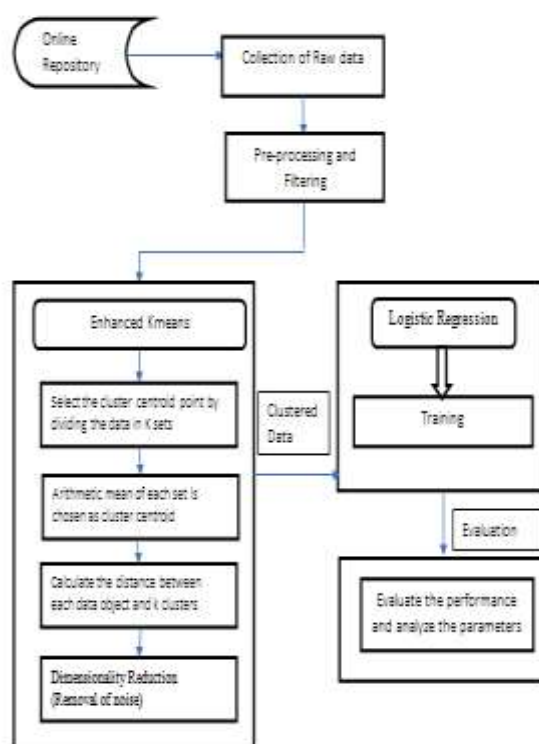 Online
Repository
Collection of Raw data
Pre-processing and
Filtering
Enhanced Kmeans
Select the cluster centroid point by
dividing the data in K sets
Arithmetic mean of each set is
chosen as cluster centroid
Calculate the distance between
each data object and k clusters
Dimensionality Reduction
(Removal of noise)
Clustered
Data
Logistic Regression
Training
Evaluation
Evaluate the performance
and analyze the parameters